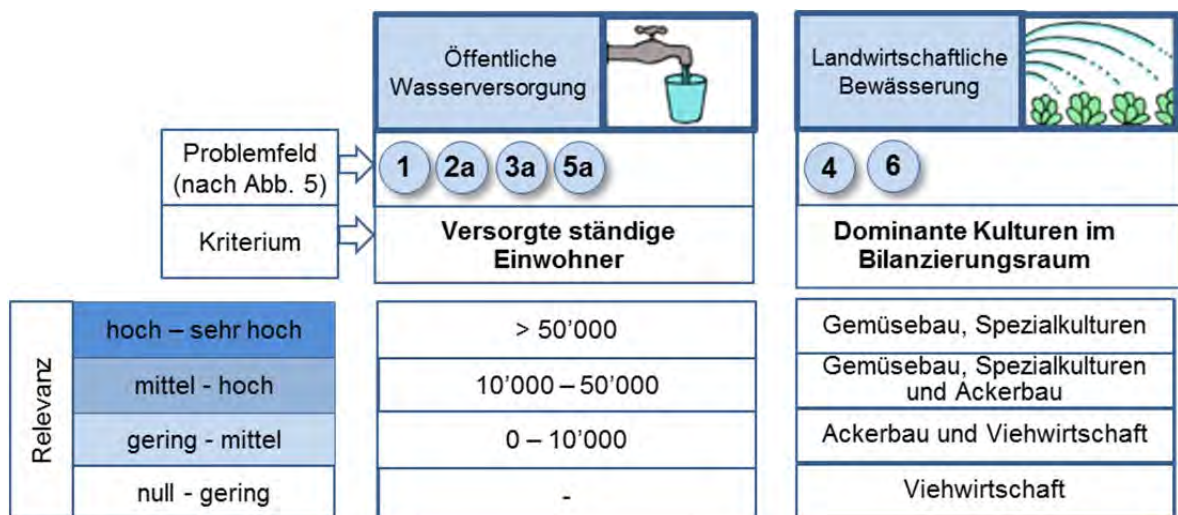 Öffentliche
Wasserversorgung
Landwirtschaftliche
Bewässerung
Problemfeld
(nach Abb. 5)
1 2a 3a 5a
4 6
Kriterium
Versorgte ständige
Einwohner
Dominante Kulturen im
Bilanzierungsraum
Relevanz
hoch – sehr hoch
> 50’000
Gemüsebau, Spezialkulturen
mittel - hoch
10’000 – 50’000
Gemüsebau, Spezialkulturen
und Ackerbau
gering - mittel
0 – 10’000
Ackerbau und Viehwirtschaft
null - gering
-
Viehwirtschaft